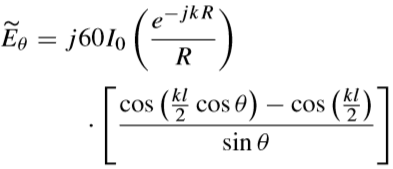 Ẽ_θ = j60I_0 (e^{-jkR} / R)
· [cos (kl/2 cos θ) − cos (kl/2) / sin θ]